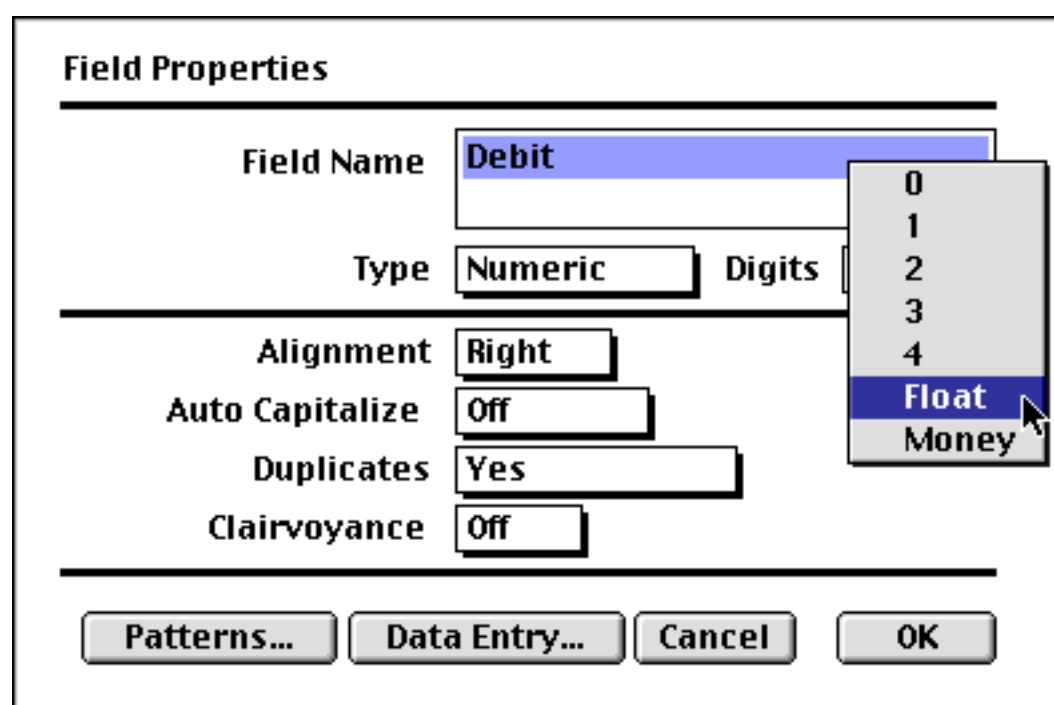 Field Properties
Field Name Debit
Type Numeric Digits
0
1
2
3
4
Float
Money
Alignment Right
Auto Capitalize Off
Duplicates Yes
Clairvoyance Off
Patterns... Data Entry... Cancel OK